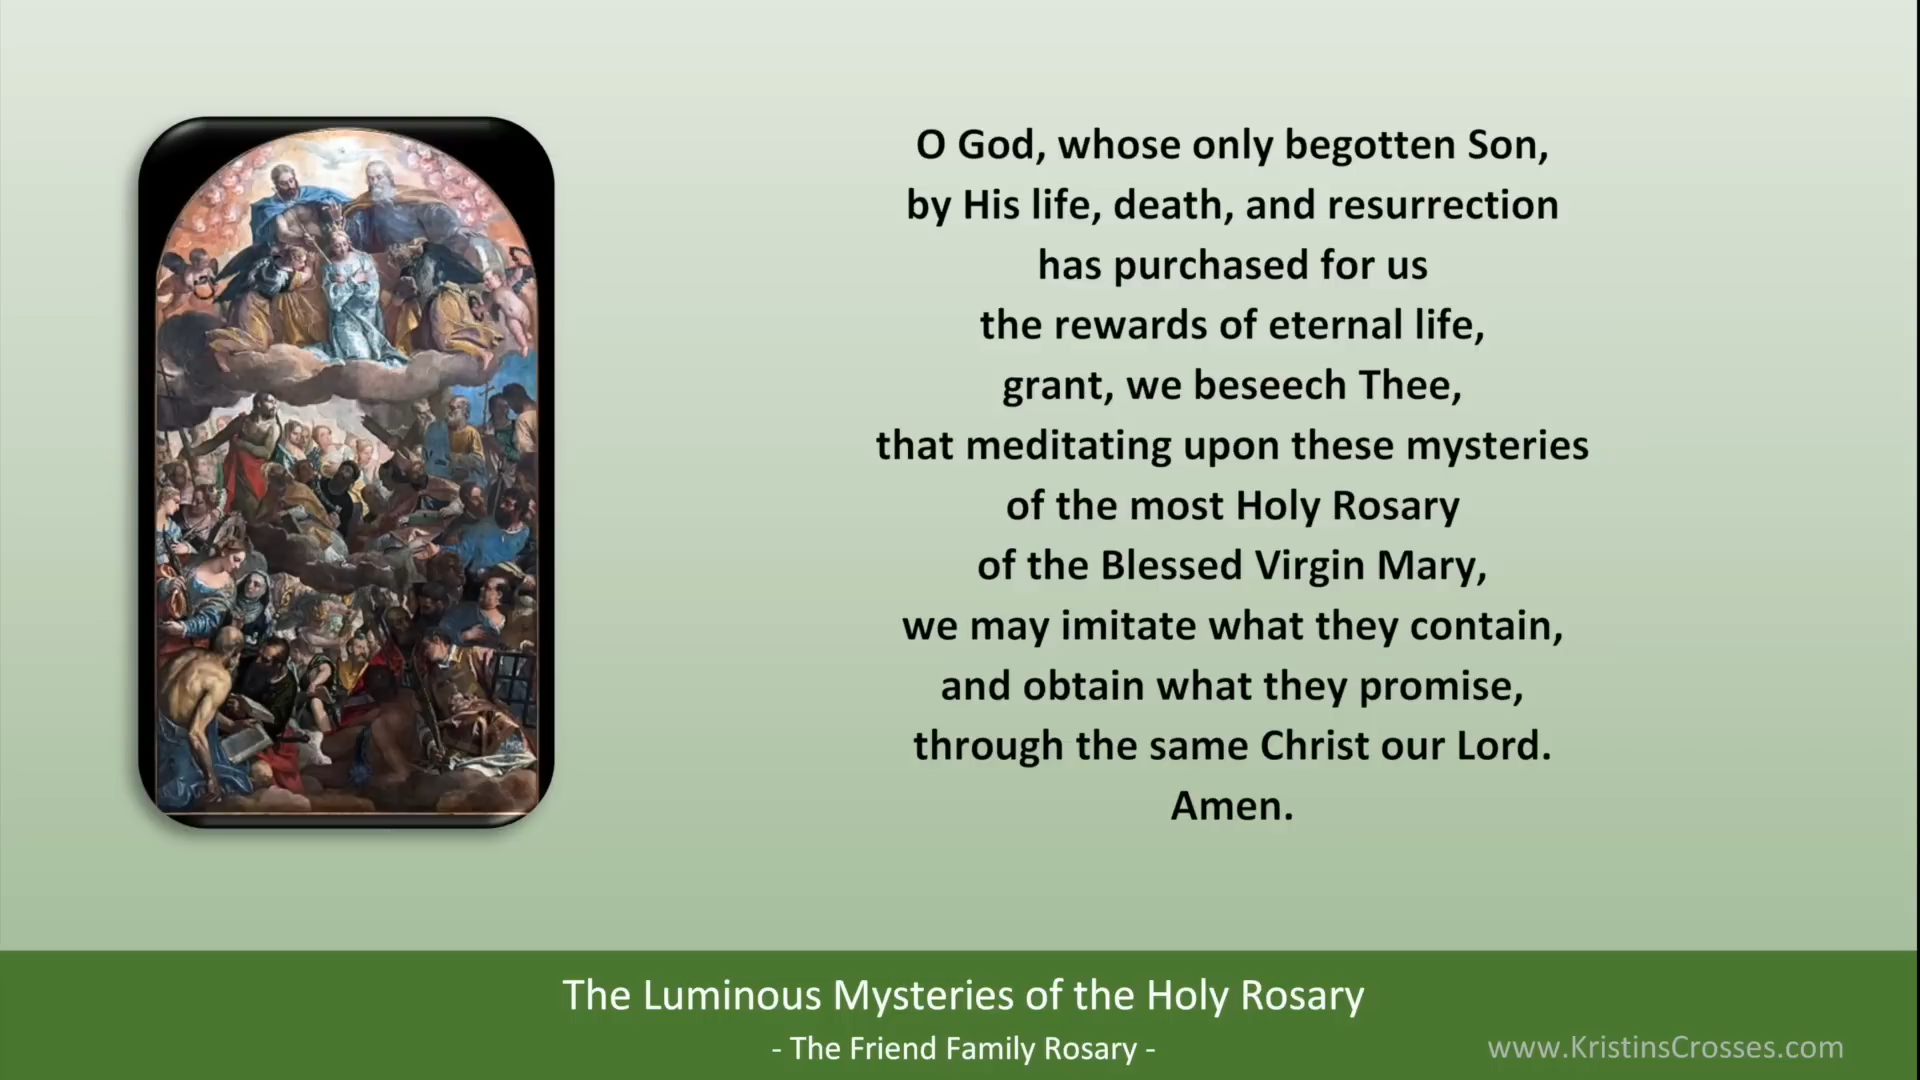 O God, whose only begotten Son,
by His life, death, and resurrection
has purchased for us
the rewards of eternal life,
grant, we beseech Thee,
that meditating upon these mysteries
of the most Holy Rosary
of the Blessed Virgin Mary,
we may imitate what they contain,
and obtain what they promise,
through the same Christ our Lord.
Amen.
The Luminous Mysteries of the Holy Rosary
- The Friend Family Rosary -
www.KristinsCrosses.com